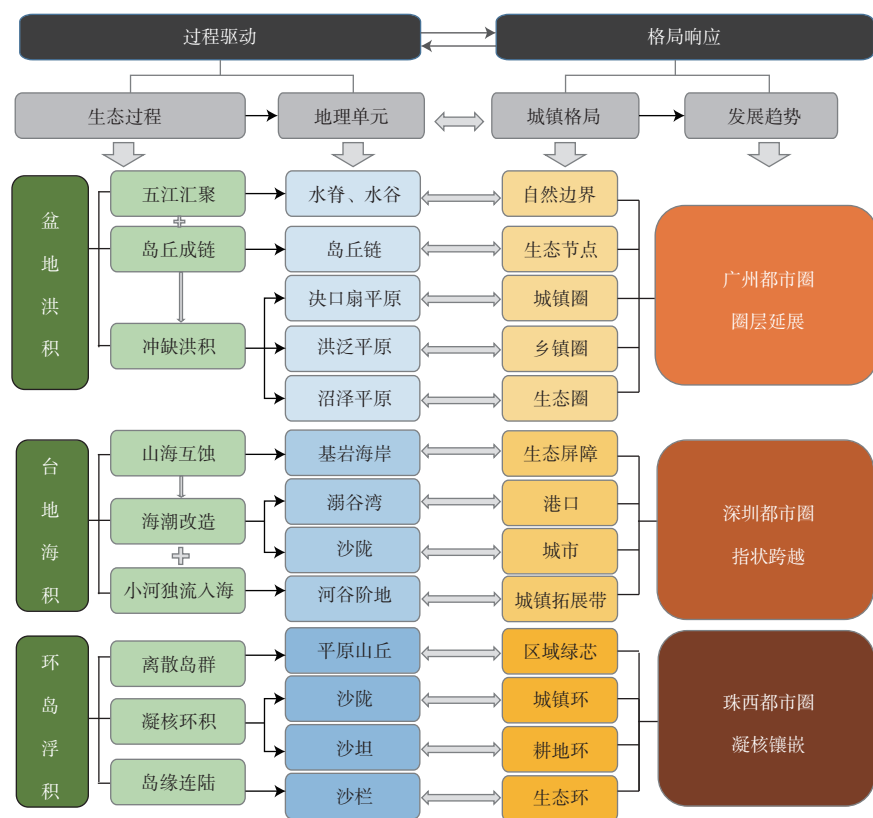 过程驱动
格局响应
生态过程
地理单元
城镇格局
发展趋势
盆地洪积
五江汇聚
水脊、水谷
自然边界
岛丘成链
岛丘链
生态节点
决口扇平原
城镇圈
冲缺洪积
洪泛平原
乡镇圈
沼泽平原
生态圈
广州都市圈
圈层延展
台地海积
山海互蚀
基岩海岸
生态屏障
海潮改造
溺谷湾
港口
沙陇
城市
小河独流入海
河谷阶地
城镇拓展带
深圳都市圈
指状跨越
环岛浮积
离散岛群
平原山丘
区域绿芯
凝核环积
沙陇
城镇环
沙坦
耕地环
岛缘连陆
沙栏
生态环
珠西都市圈
凝核镶嵌